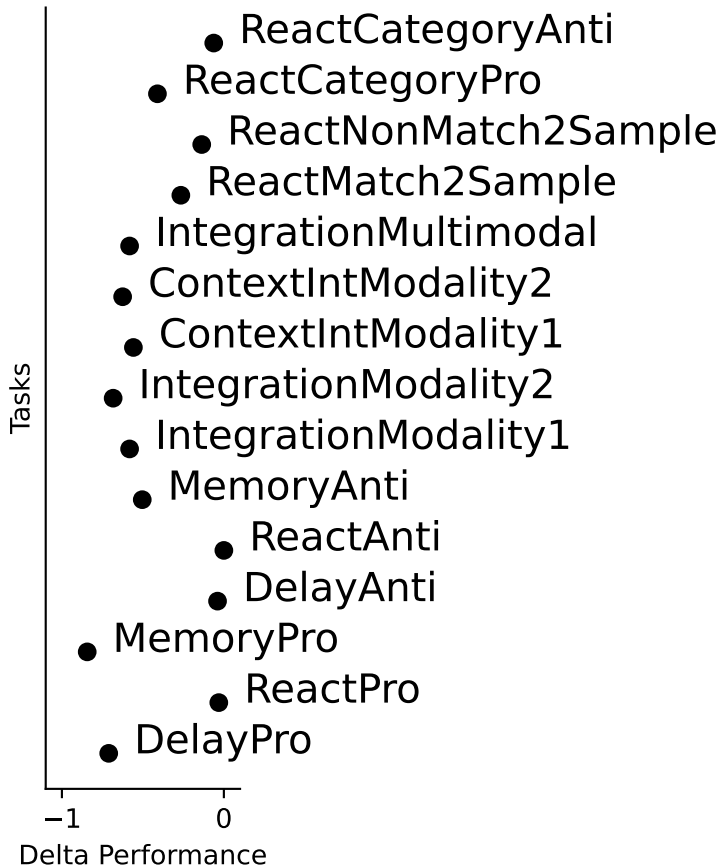 ReactCategoryAnti
ReactCategoryPro
ReactNonMatch2Sample
ReactMatch2Sample
IntegrationMultimodal
ContextIntModality2
ContextIntModality1
IntegrationModality2
IntegrationModality1
MemoryAnti
ReactAnti
DelayAnti
MemoryPro
ReactPro
DelayPro
Tasks
−1 0
Delta Performance